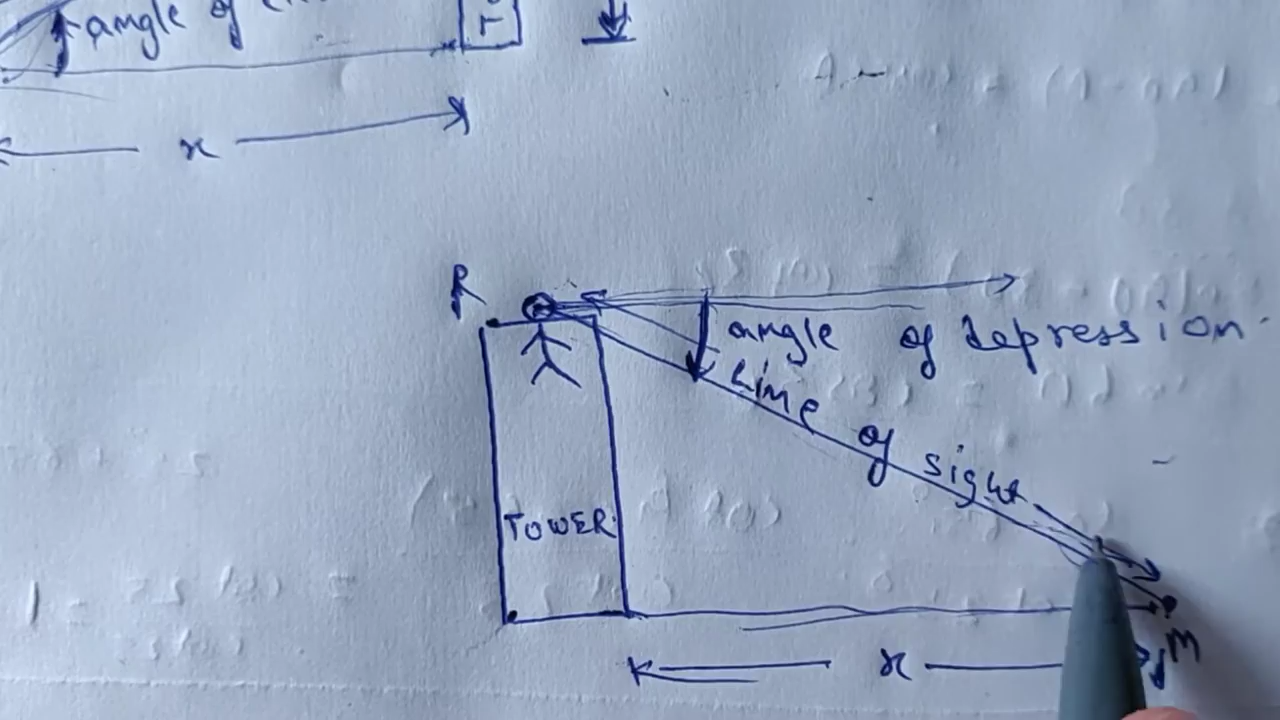 angle of
r
x
R
angle of depression.
Line of sight
TOWER
x
M